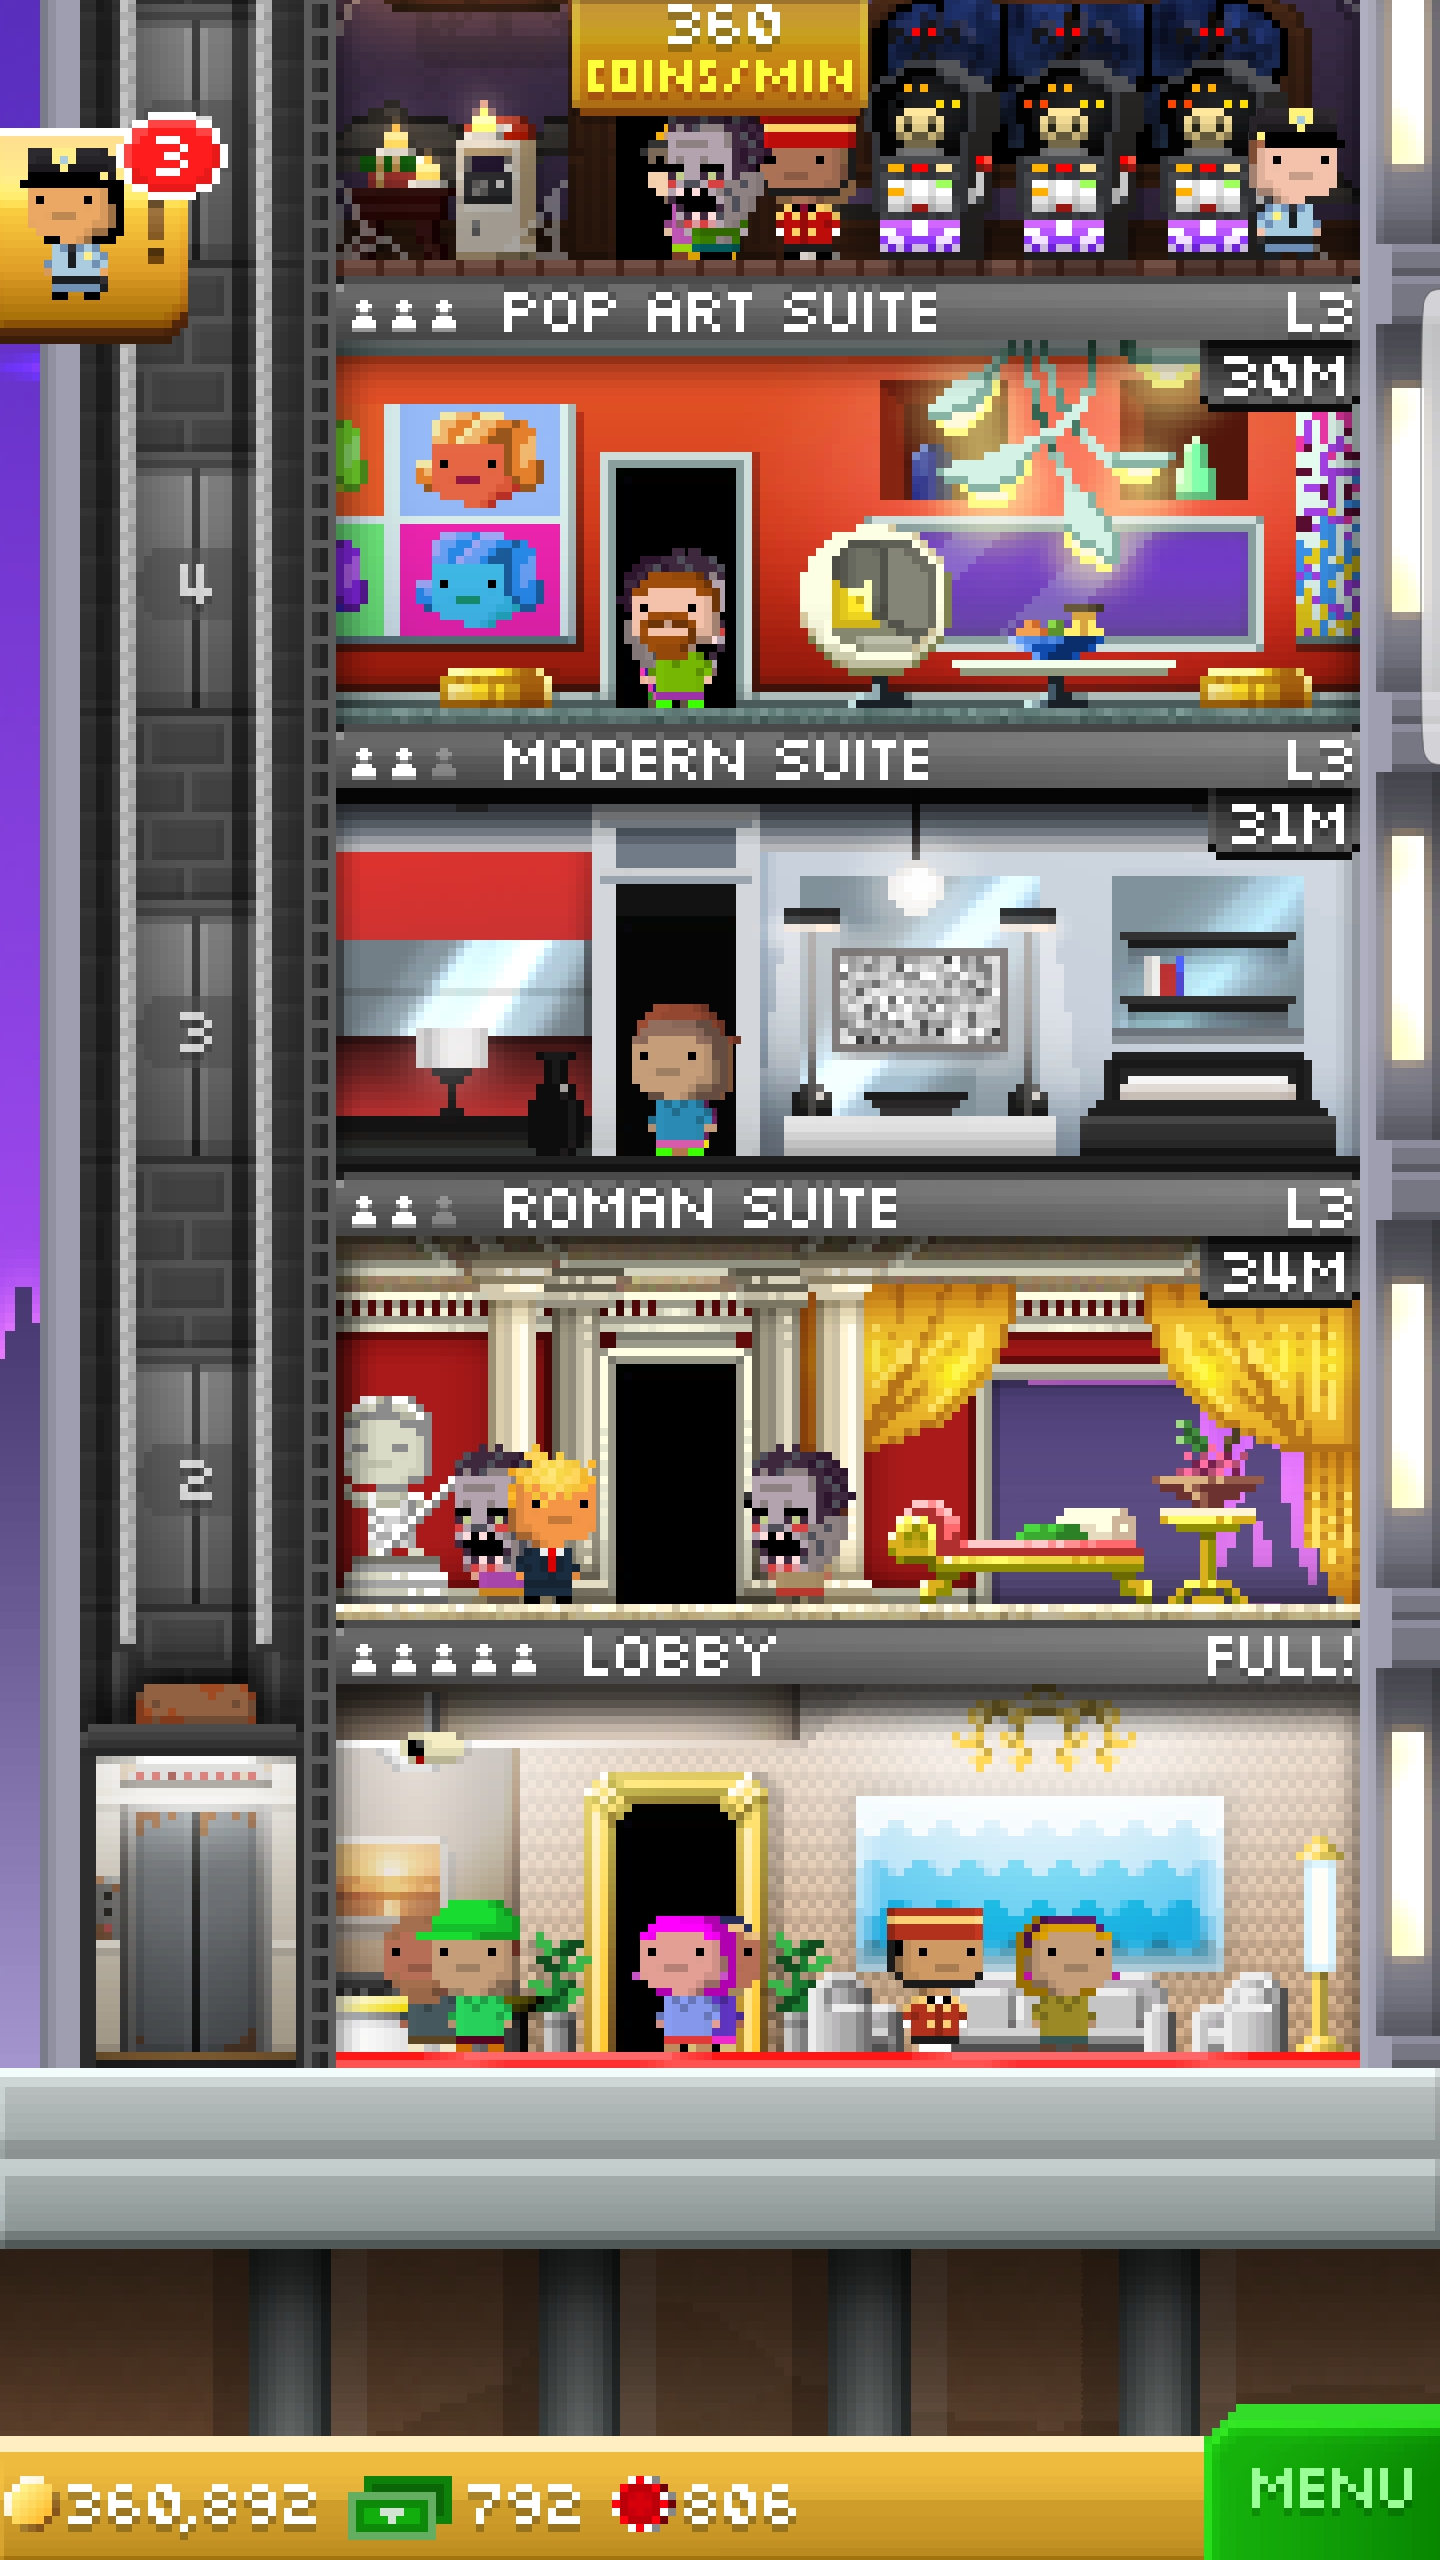 360
COINS/MIN
3
!
POP ART SUITE L3
30M
4
MODERN SUITE L3
31M
3
ROMAN SUITE L3
34M
2
LOBBY FULL!
360,892 792 806
MENU